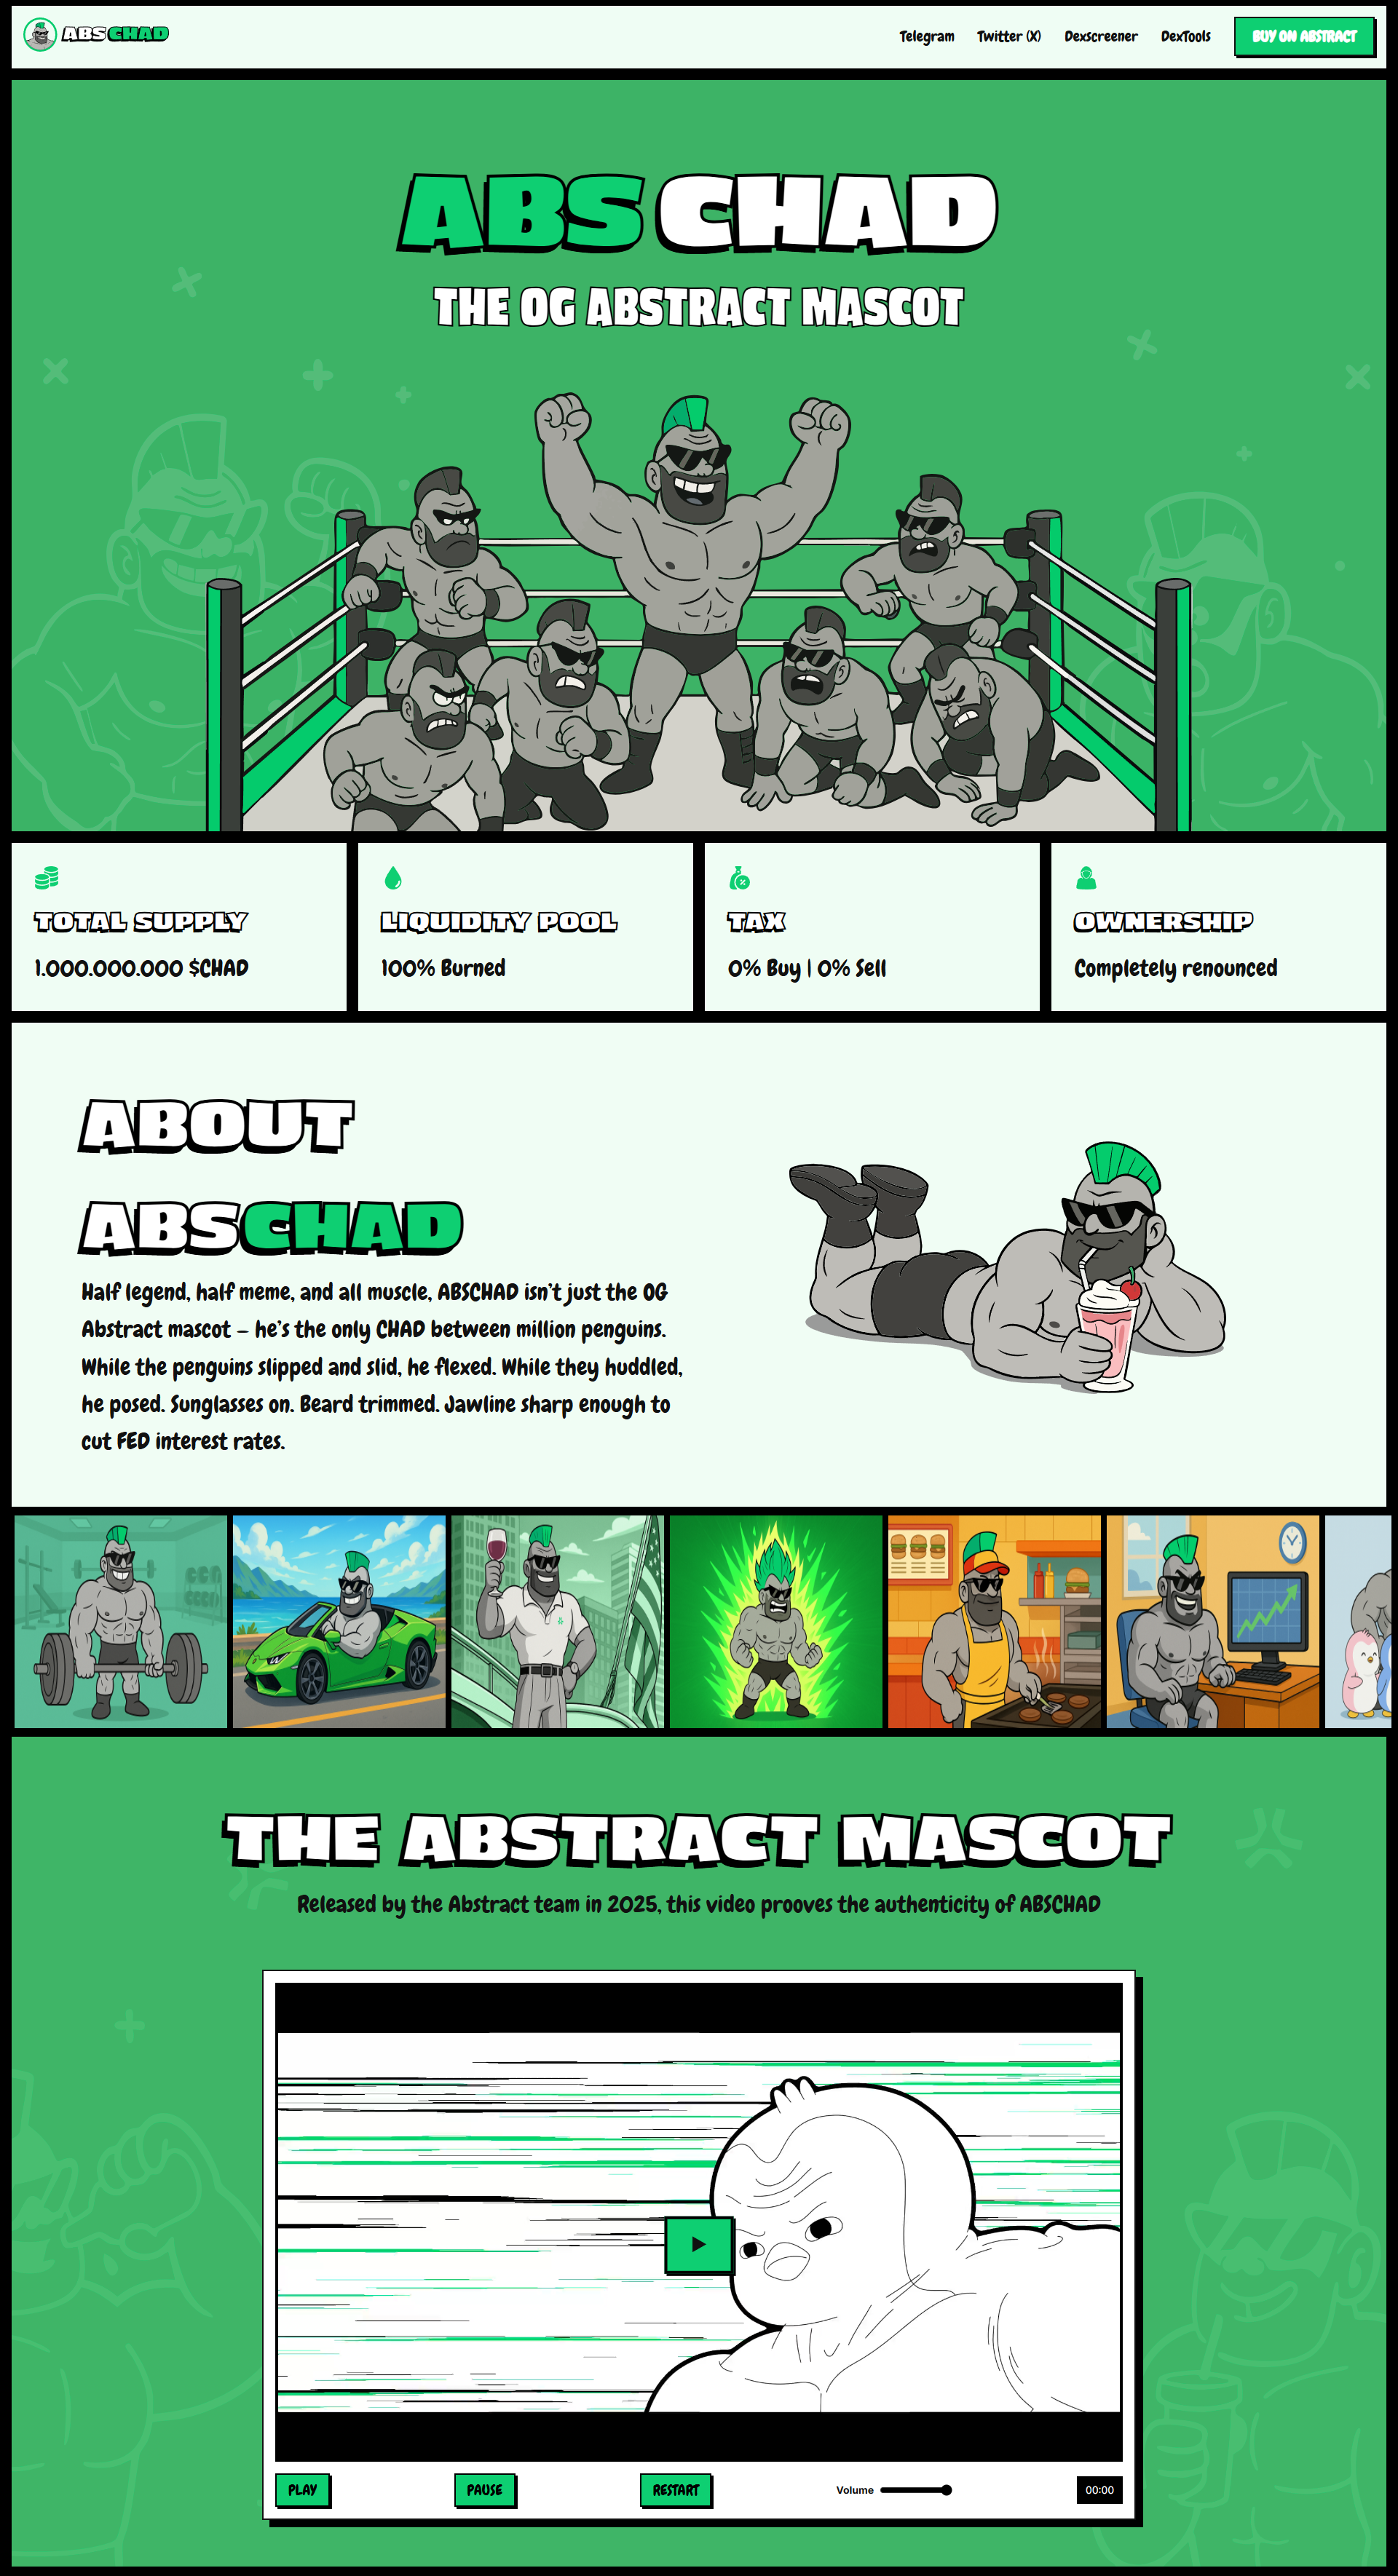 ABS CHAD
Telegram
Twitter (X)
Dexscreener
DexTools
BUY ON ABSTRACT
ABS CHAD
THE OG ABSTRACT MASCOT
TOTAL SUPPLY
1.000.000.000 $CHAD
LIQUIDITY POOL
100% Burned
TAX
0% Buy | 0% Sell
OWNERSHIP
Completely renounced
ABOUT
ABSCHAD
Half legend, half meme, and all muscle, ABSCHAD isn't just the OG
Abstract mascot – he's the only CHAD between million penguins.
While the penguins slipped and slid, he flexed. While they huddled,
he posed. Sunglasses on. Beard trimmed. Jawline sharp enough to
cut FED interest rates.
THE ABSTRACT MASCOT
Released by the Abstract team in 2025, this video prooves the authenticity of ABSCHAD
PLAY
PAUSE
RESTART
Volume
00:00